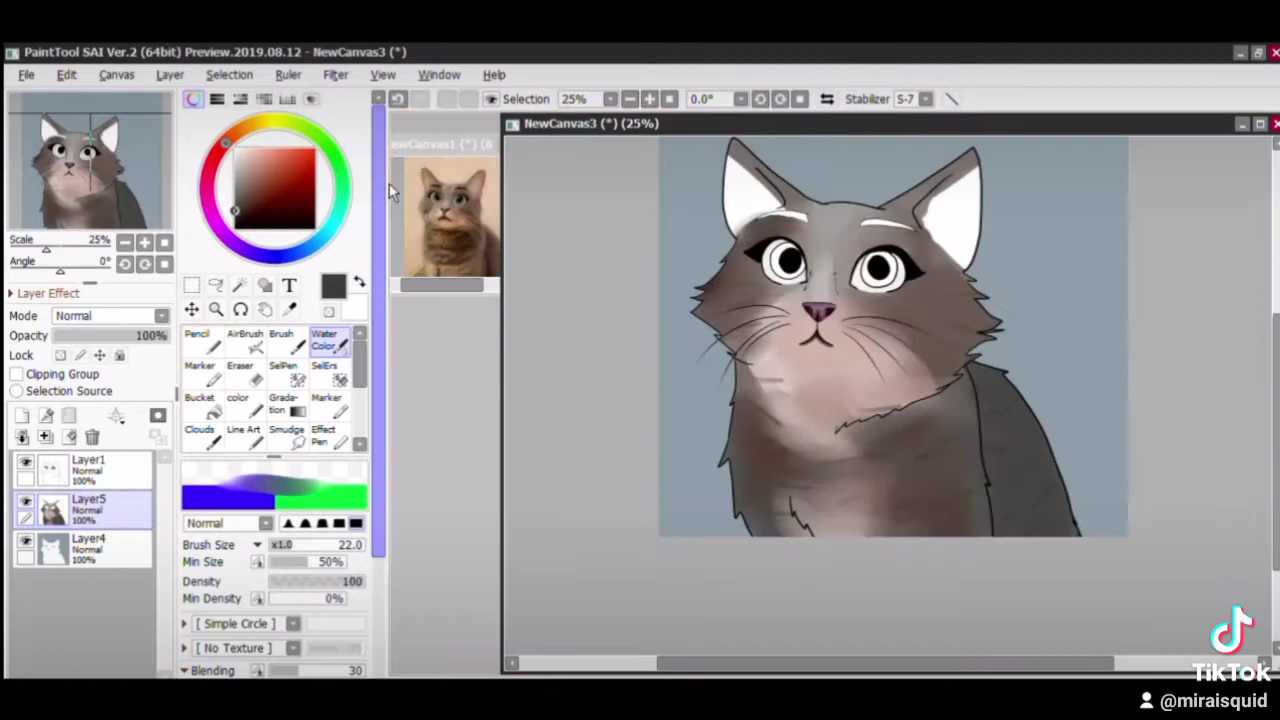 PaintTool SAI Ver.2 (64bit) Preview.2019.08.12 - NewCanvas3 (*)
File Edit Canvas Layer Selection Ruler Filter View Window Help
Selection 25% 0.0° Stabilizer S-7
NewCanvas3 (*) (25%)
ewCanvas1 (*) (8
Scale 25%
Angle 0°
Layer Effect
Mode Normal
Opacity 100%
Lock
Clipping Group
Selection Source
Layer1
Normal
100%
Layer5
Normal
100%
Layer4
Normal
100%
T
Pencil AirBrush Brush Water Color
Marker Eraser SelPen SelErs
Bucket color Grada-tion Marker
Clouds Line Art Smudge Effect Pen
Normal
Brush Size x1.0 22.0
Min Size 50%
Density 100
Min Density 0%
[ Simple Circle ]
[ No Texture ]
Blending 30
TikTok
@miraisquid